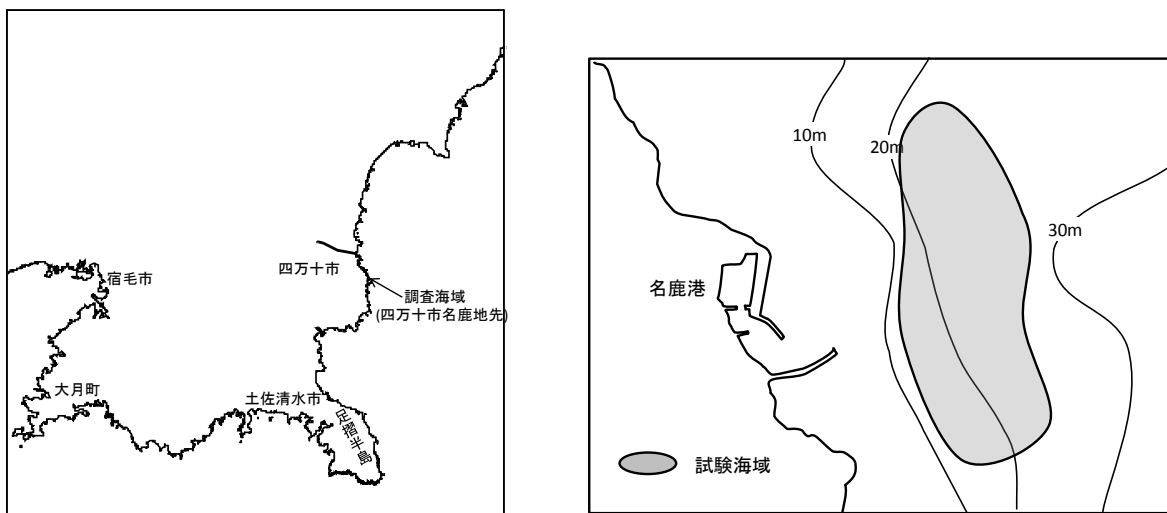 宿毛市
四万十市
調査海域
(四万十市名鹿地先)
大月町
土佐清水市
足摺半島
10m
20m
30m
名鹿港
試験海域